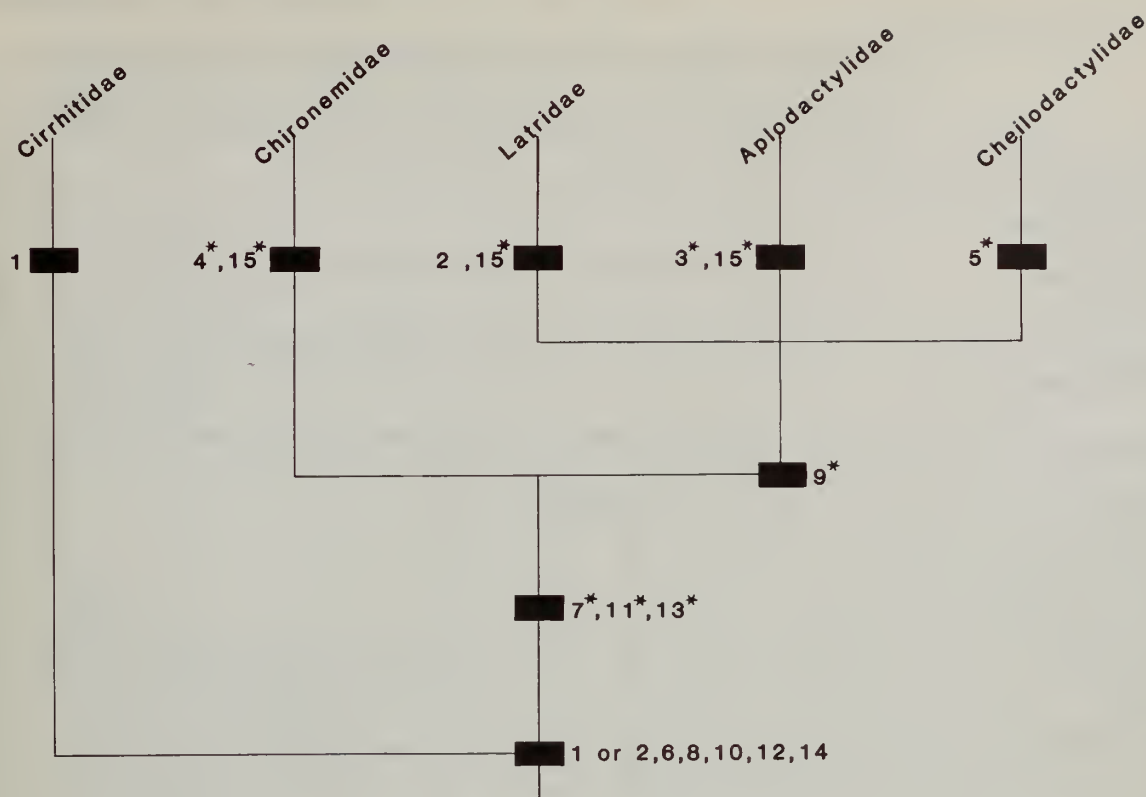 Cirrhitidae
Chironemidae
Latridae
Aplodactylidae
Cheilodactylidae
1
4*,15*
2 ,15*
3*,15*
5*
9*
7*,11*,13*
1 or 2,6,8,10,12,14